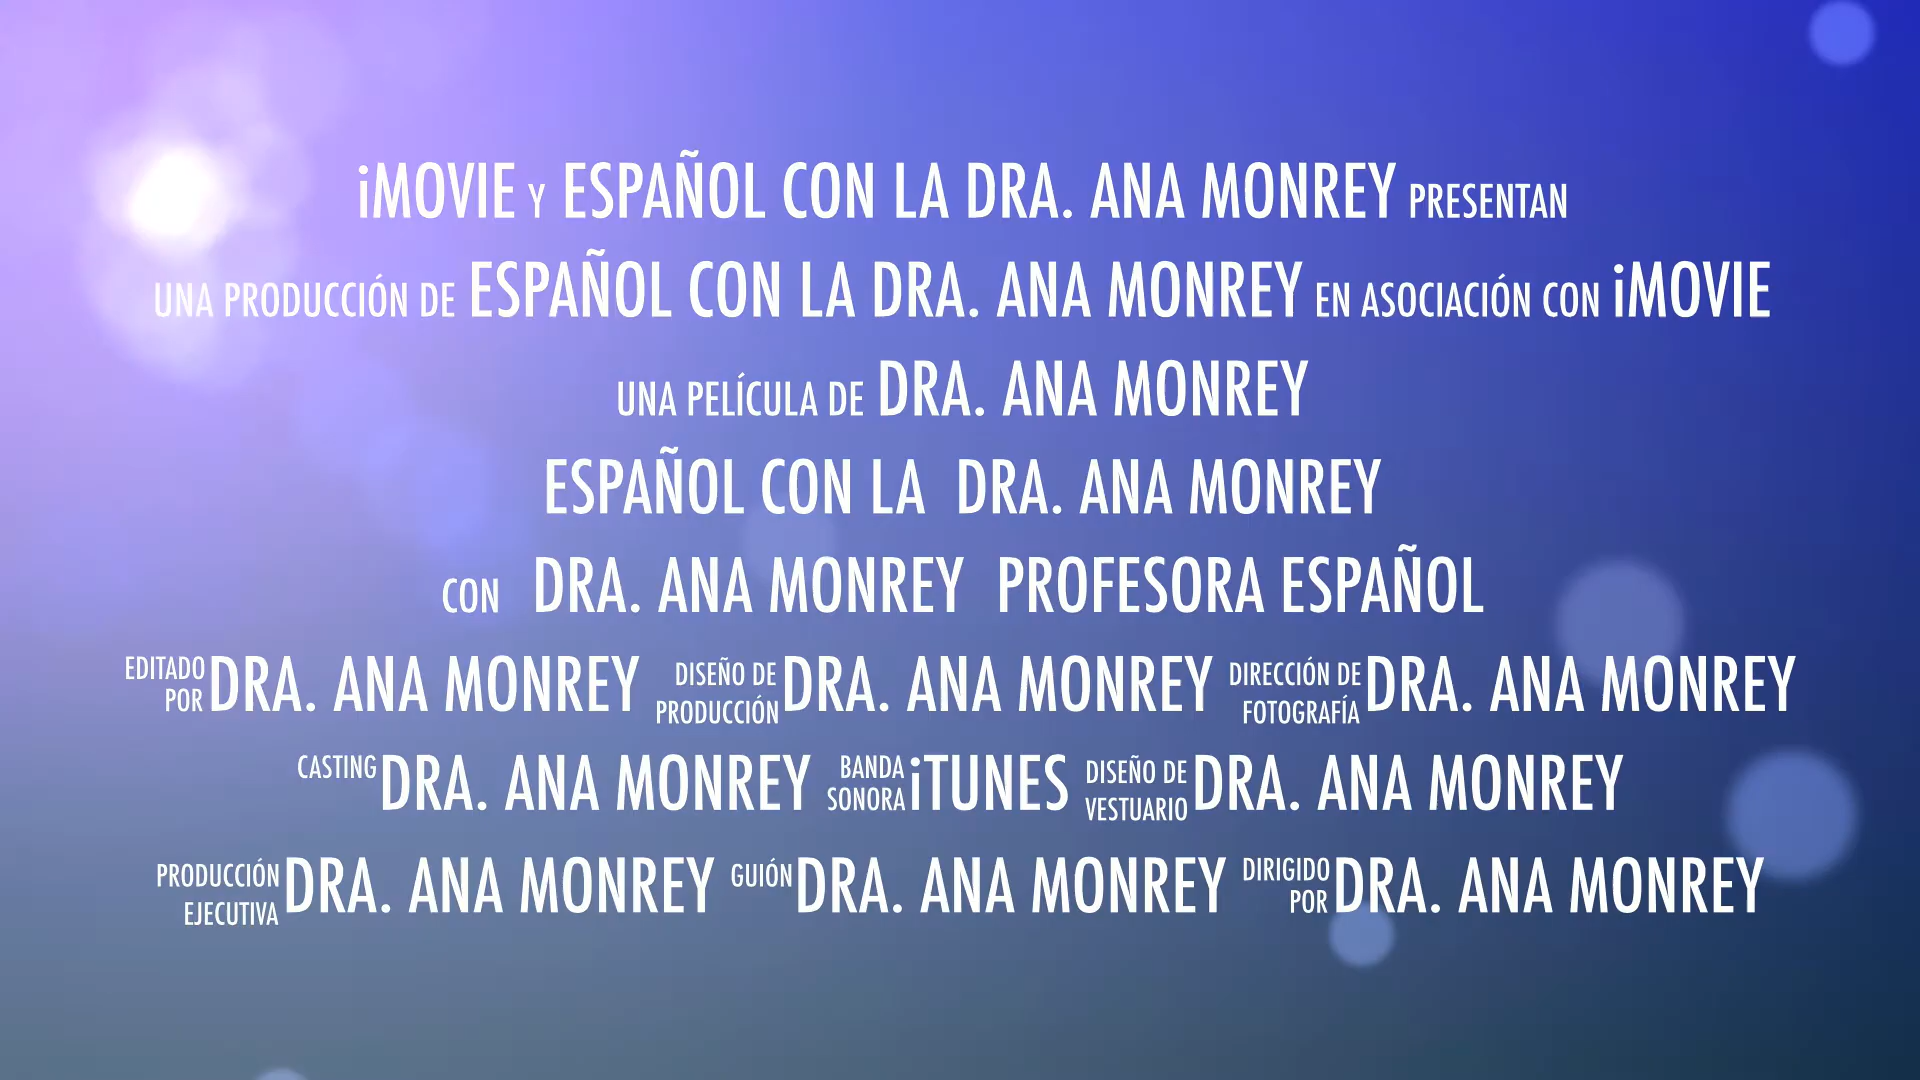 iMOVIE Y ESPAÑOL CON LA DRA. ANA MONREY PRESENTAN
UNA PRODUCCIÓN DE ESPAÑOL CON LA DRA. ANA MONREY EN ASOCIACIÓN CON iMOVIE
UNA PELÍCULA DE DRA. ANA MONREY
ESPAÑOL CON LA DRA. ANA MONREY
CON DRA. ANA MONREY PROFESORA ESPAÑOL
EDITADO POR DRA. ANA MONREY DISEÑO DE PRODUCCIÓN DRA. ANA MONREY DIRECCIÓN DE FOTOGRAFÍA DRA. ANA MONREY
CASTING DRA. ANA MONREY BANDA SONORA iTUNES DISEÑO DE VESTUARIO DRA. ANA MONREY
PRODUCCIÓN EJECUTIVA DRA. ANA MONREY GUIÓN DRA. ANA MONREY DIRIGIDO POR DRA. ANA MONREY